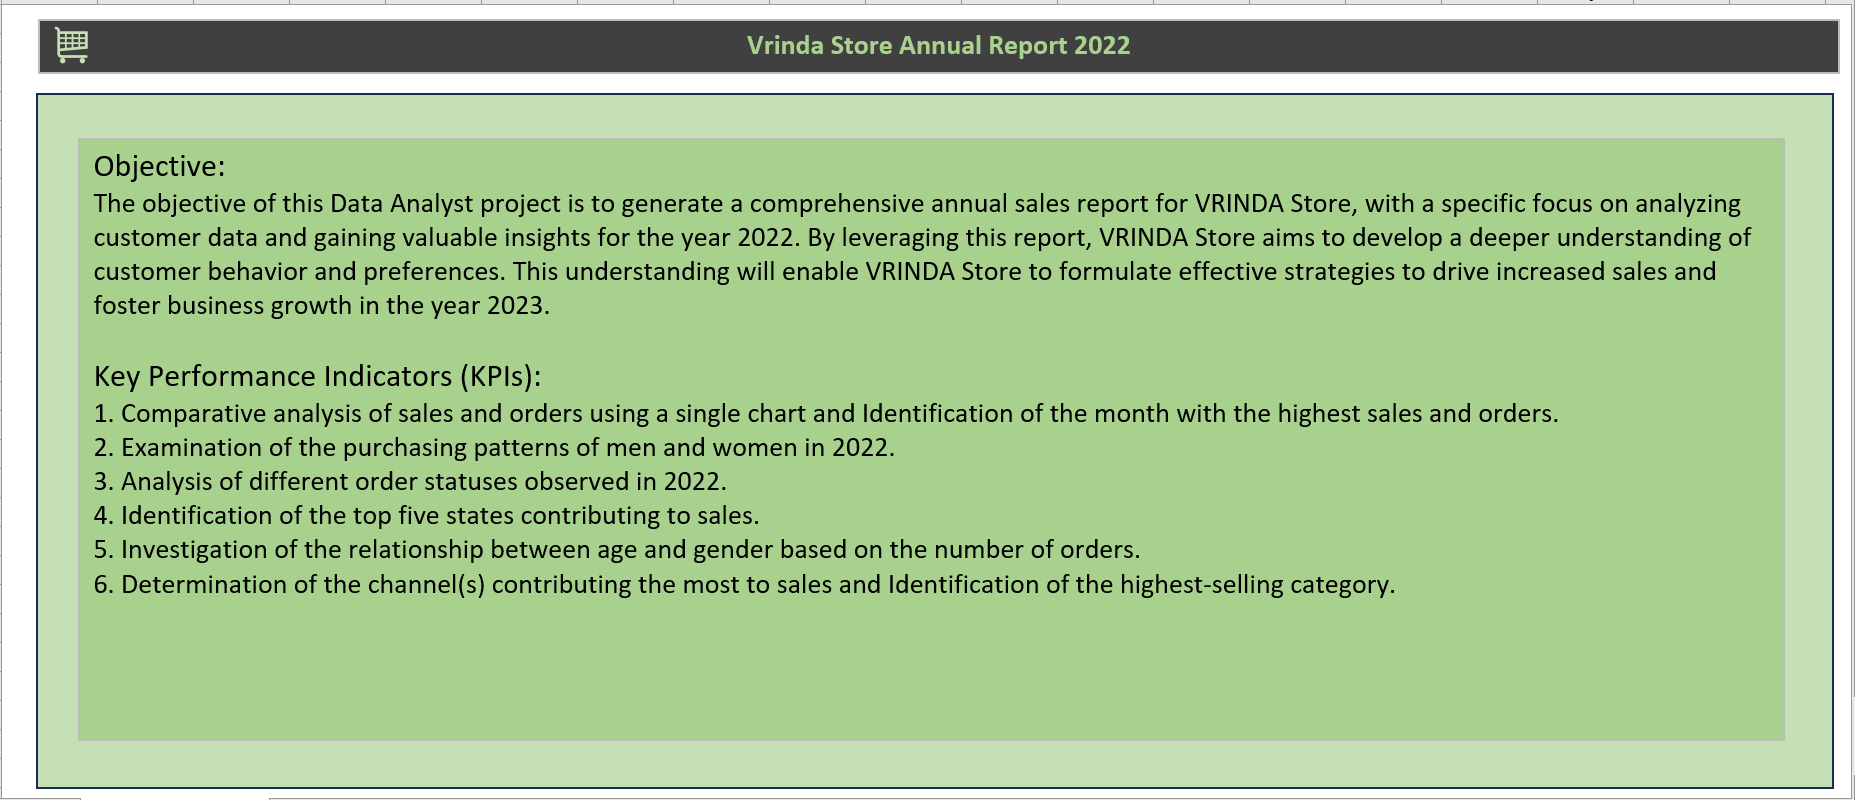 Vrinda Store Annual Report 2022
Objective:
The objective of this Data Analyst project is to generate a comprehensive annual sales report for VRINDA Store, with a specific focus on analyzing
customer data and gaining valuable insights for the year 2022. By leveraging this report, VRINDA Store aims to develop a deeper understanding of
customer behavior and preferences. This understanding will enable VRINDA Store to formulate effective strategies to drive increased sales and
foster business growth in the year 2023.
Key Performance Indicators (KPIs):
1. Comparative analysis of sales and orders using a single chart and Identification of the month with the highest sales and orders.
2. Examination of the purchasing patterns of men and women in 2022.
3. Analysis of different order statuses observed in 2022.
4. Identification of the top five states contributing to sales.
5. Investigation of the relationship between age and gender based on the number of orders.
6. Determination of the channel(s) contributing the most to sales and Identification of the highest-selling category.